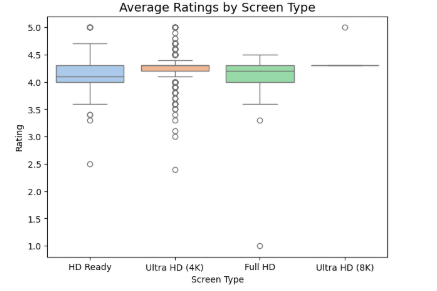 Average Ratings by Screen Type
5.0
4.5
4.0
3.5
3.0
2.5
2.0
1.5
1.0
Rating
HD Ready Ultra HD (4K) Full HD Ultra HD (8K)
Screen Type